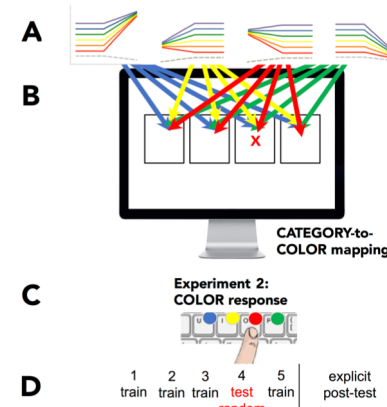 A
B
X
CATEGORY-to-
COLOR mapping
Experiment 2:
COLOR response
C
U I O P [
D
1 2 3 4 5 explicit
train train train test train post-test
random